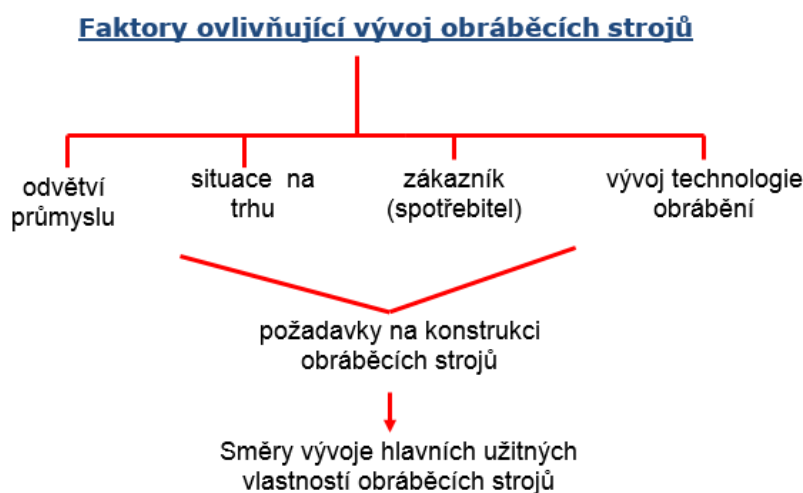 Faktory ovlivňující vývoj obráběcích strojů
odvětví
průmyslu
situace na
trhu
zákazník
(spotřebitel)
vývoj technologie
obrábění
požadavky na konstrukci
obráběcích strojů
Směry vývoje hlavních užitných
vlastností obráběcích strojů